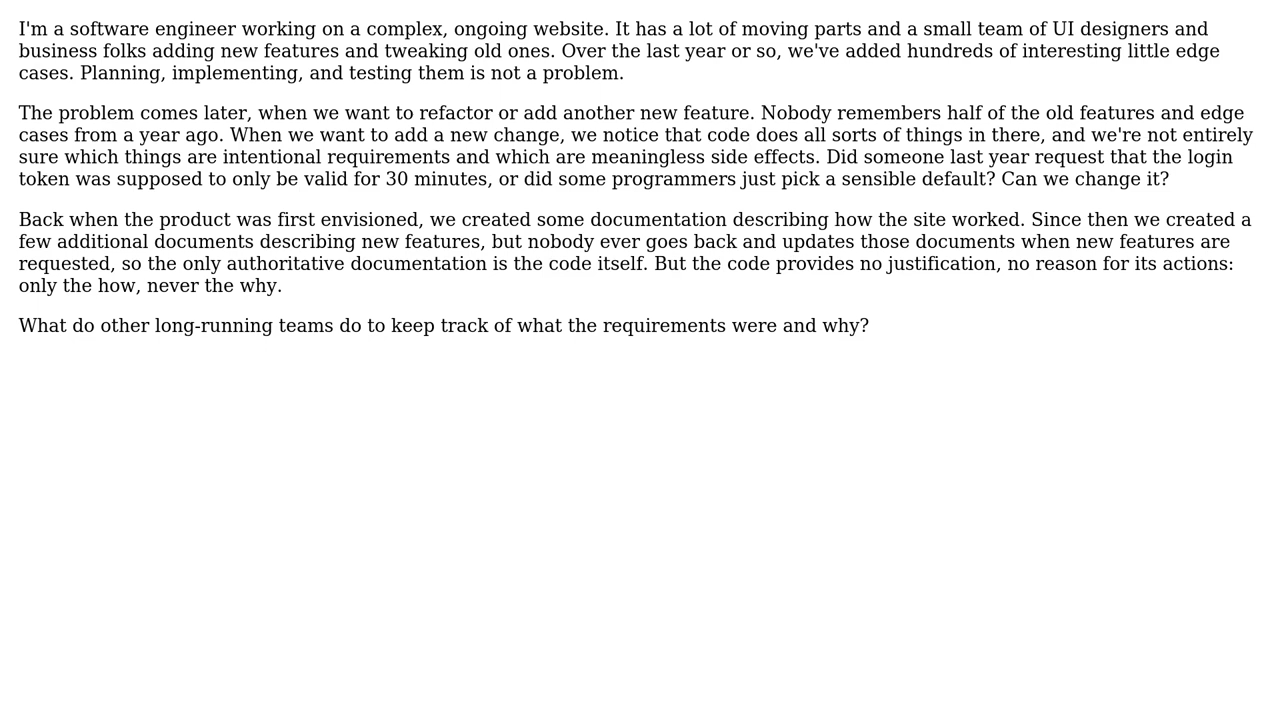 I'm a software engineer working on a complex, ongoing website. It has a lot of moving parts and a small team of UI designers and
business folks adding new features and tweaking old ones. Over the last year or so, we've added hundreds of interesting little edge
cases. Planning, implementing, and testing them is not a problem.
The problem comes later, when we want to refactor or add another new feature. Nobody remembers half of the old features and edge
cases from a year ago. When we want to add a new change, we notice that code does all sorts of things in there, and we're not entirely
sure which things are intentional requirements and which are meaningless side effects. Did someone last year request that the login
token was supposed to only be valid for 30 minutes, or did some programmers just pick a sensible default? Can we change it?
Back when the product was first envisioned, we created some documentation describing how the site worked. Since then we created a
few additional documents describing new features, but nobody ever goes back and updates those documents when new features are
requested, so the only authoritative documentation is the code itself. But the code provides no justification, no reason for its actions:
only the how, never the why.
What do other long-running teams do to keep track of what the requirements were and why?